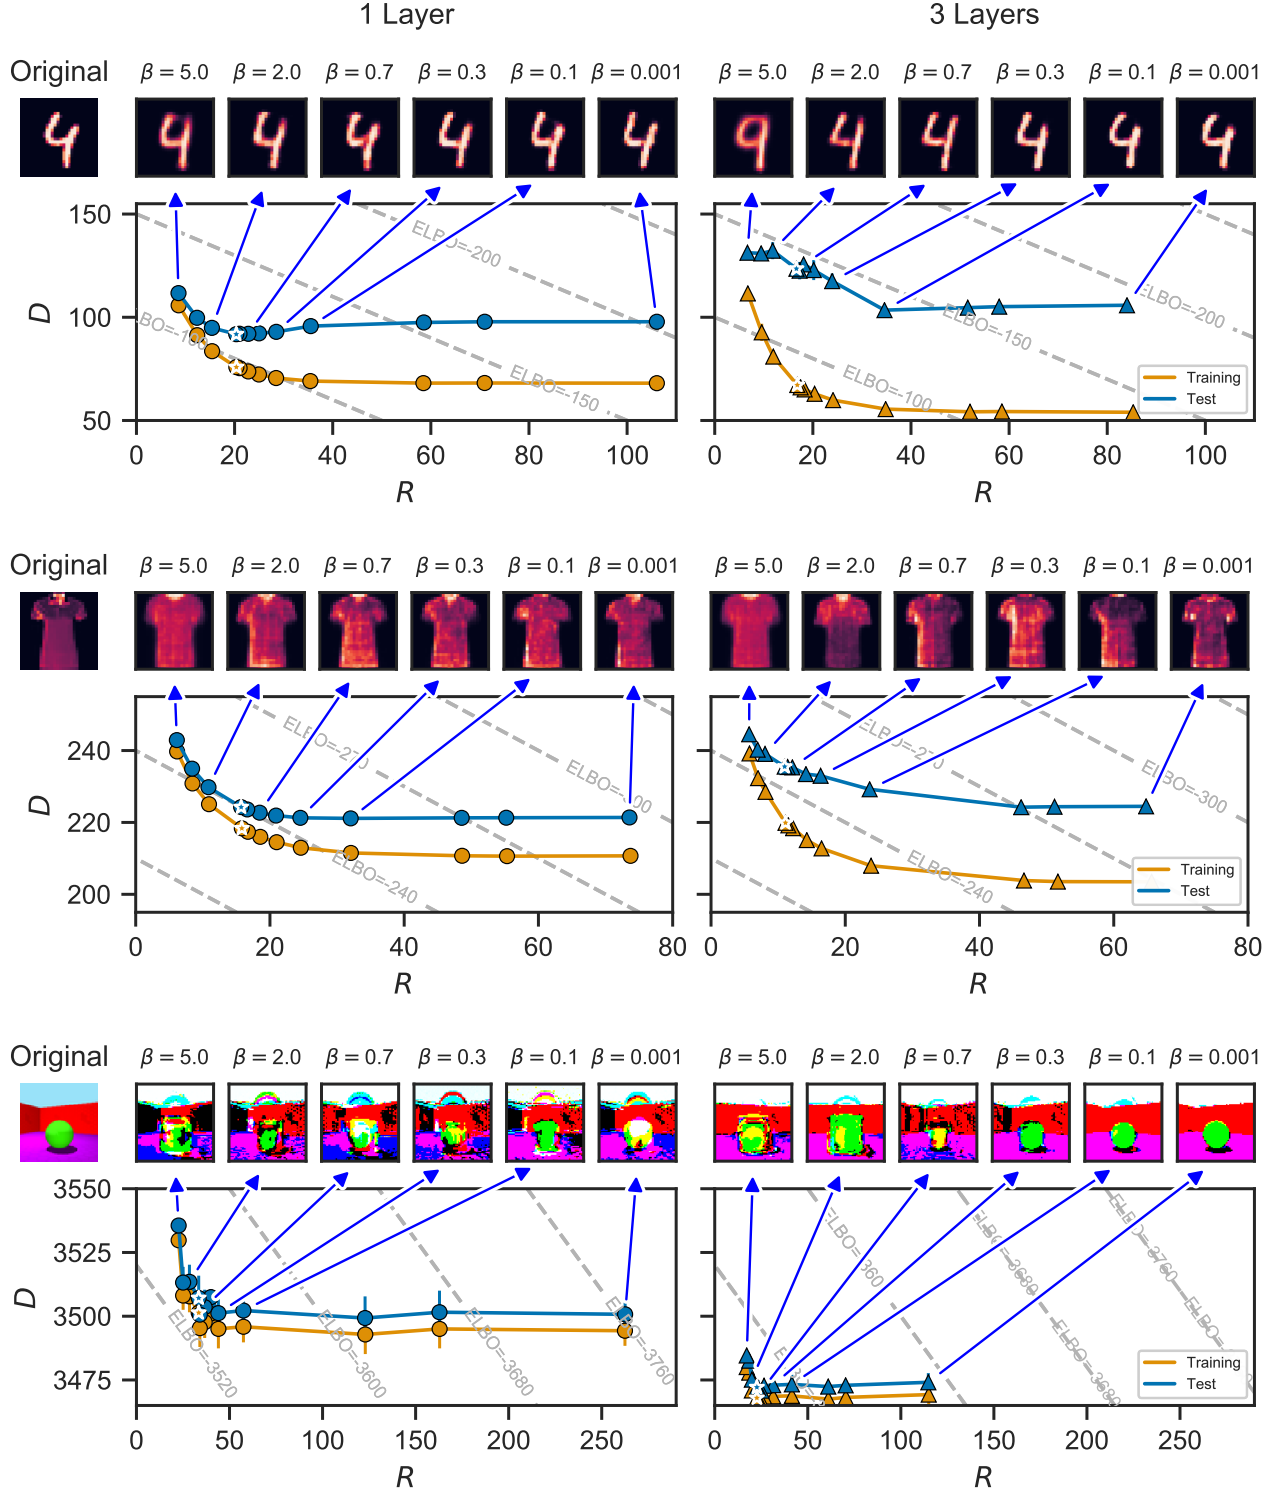 1 Layer
3 Layers
Original
β = 5.0
β = 2.0
β = 0.7
β = 0.3
β = 0.1
β = 0.001
β = 5.0
β = 2.0
β = 0.7
β = 0.3
β = 0.1
β = 0.001
150
100
50
D
ELBO=-200
ELBO=-150
0
20
40
60
80
100
R
ELBO=-200
ELBO=-150
ELBO=-100
Training
Test
0
20
40
60
80
100
R
Original
β = 5.0
β = 2.0
β = 0.7
β = 0.3
β = 0.1
β = 0.001
β = 5.0
β = 2.0
β = 0.7
β = 0.3
β = 0.1
β = 0.001
240
220
200
D
ELBO=-270
ELBO=-240
0
20
40
60
80
R
ELBO=-300
ELBO=-240
Training
Test
0
20
40
60
80
R
Original
β = 5.0
β = 2.0
β = 0.7
β = 0.3
β = 0.1
β = 0.001
β = 5.0
β = 2.0
β = 0.7
β = 0.3
β = 0.1
β = 0.001
3550
3525
3500
3475
D
ELBO=-3520
ELBO=-3600
ELBO=-3680
ELBO=-3760
0
50
100
150
200
250
R
ELBO=-3680
ELBO=-3760
ELBO=-3680
Training
Test
0
50
100
150
200
250
R